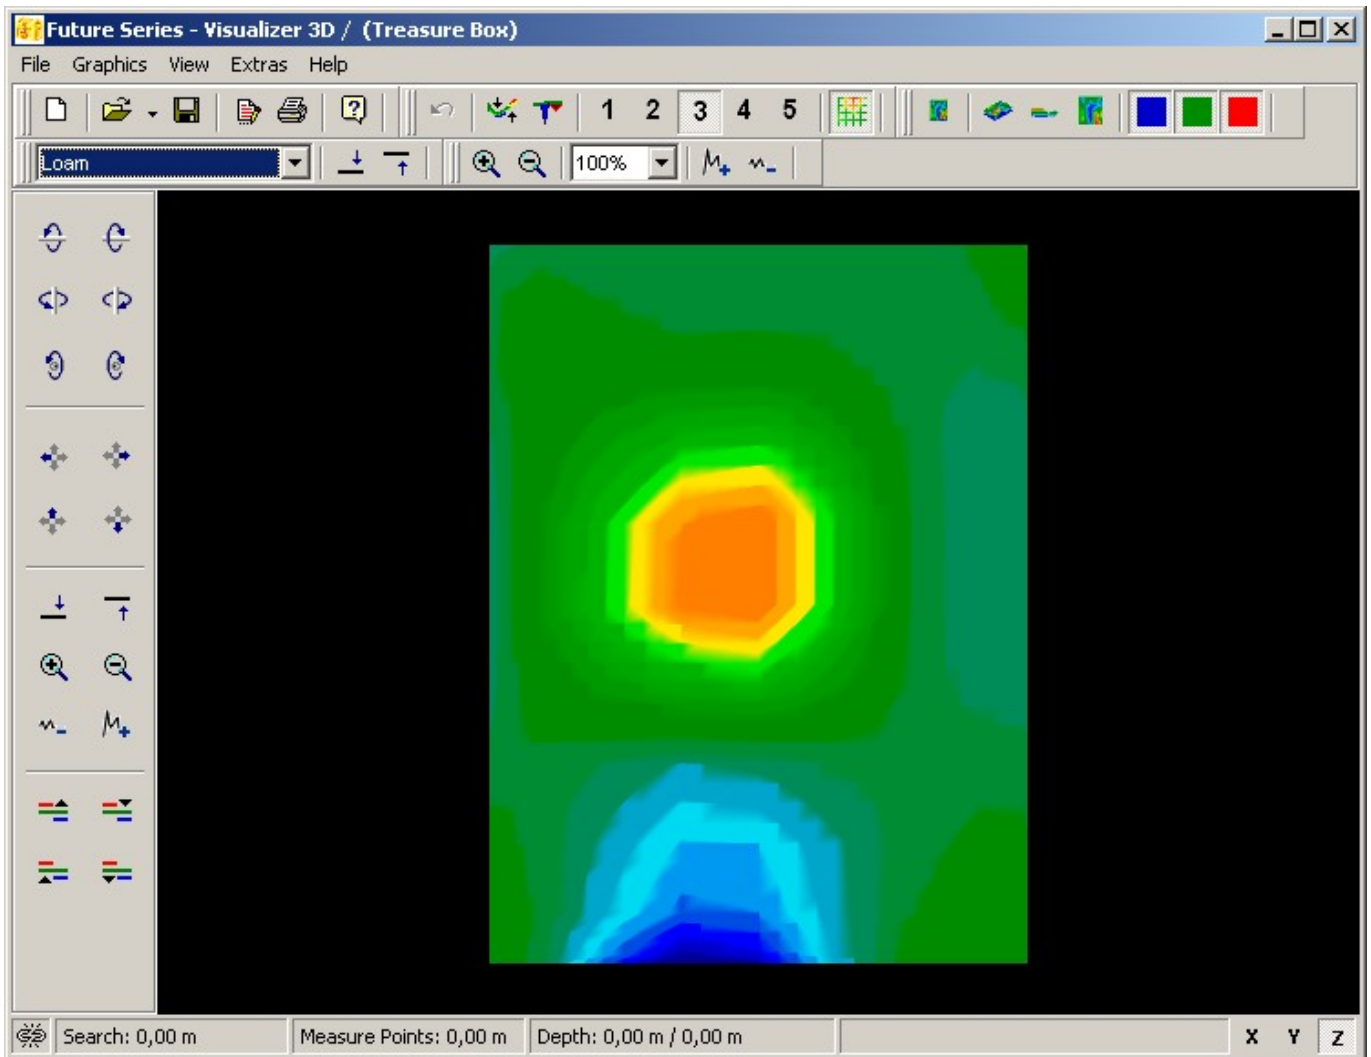 Future Series - Visualizer 3D / (Treasure Box)
File Graphics View Extras Help
1 2 3 4 5
Loam 100%
Search: 0,00 m Measure Points: 0,00 m Depth: 0,00 m / 0,00 m X Y Z